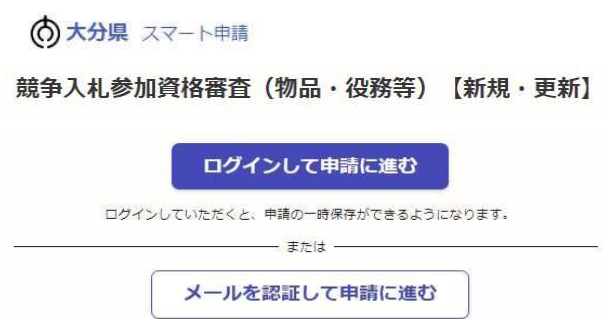 大分県 スマート申請
競争入札参加資格審査（物品・役務等）【新規・更新】
ログインして申請に進む
ログインしていただくと、申請の一時保存ができるようになります。
または
メールを認証して申請に進む